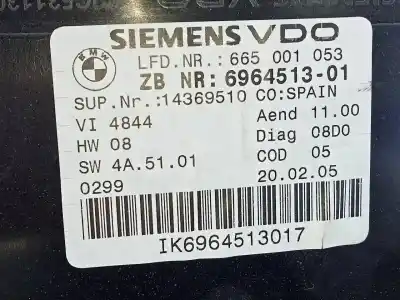 SIEMENS VDO
BMW
LFD.NR.: 665 001 053
ZB NR: 6964513-01
SUP.Nr.:14369510 CO:SPAIN
VI 4844 Aend 11.00
HW 08 Diag 08D0
SW 4A.51.01 COD 05
0299 20.02.05
IK6964513017